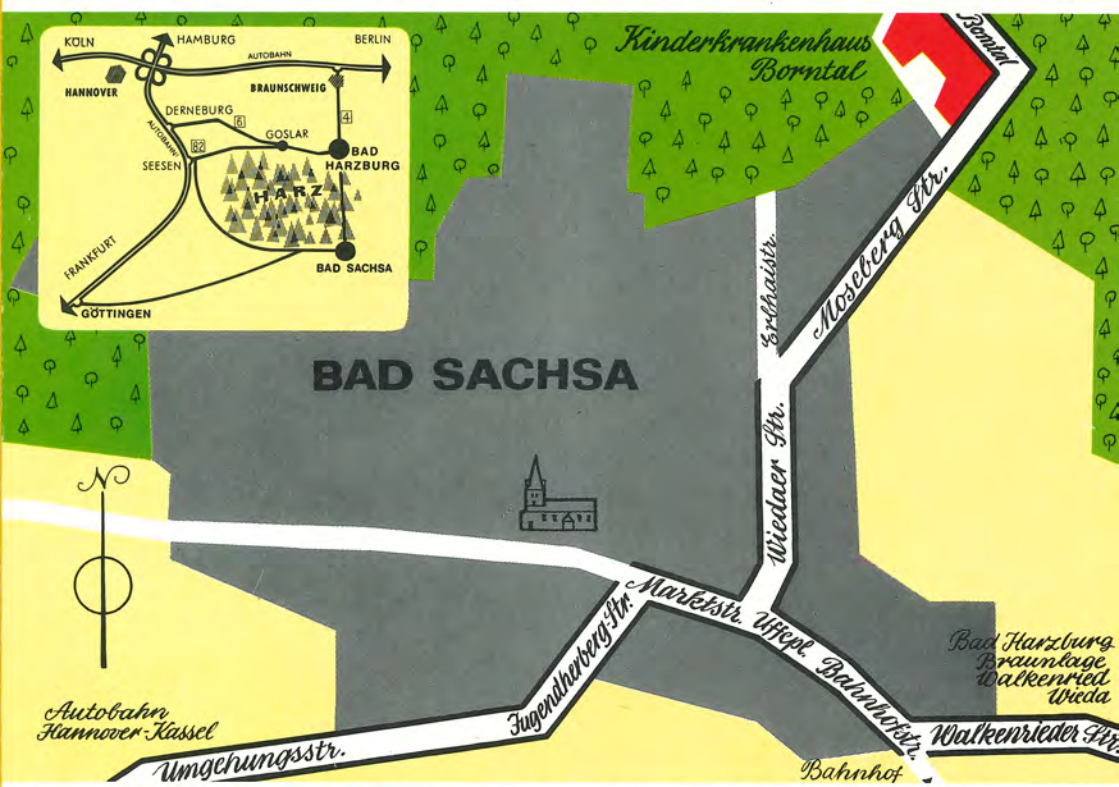 KÖLN
HAMBURG
BERLIN
AUTOBAHN
HANNOVER
BRAUNSCHWEIG
DERNEBURG
6
4
AUTOBAHN
GOSLAR
82
SEESEN
BAD
HARZBURG
HARZ
FRANKFURT
BAD SACHSA
GÖTTINGEN
Kinderkrankenhaus
Borntal
Borntal
Moseberg Str.
Erbhaistr.
BAD SACHSA
Wiedaer Str.
N
Marktstr.
Uffepl.
Bahnhofstr.
Jugendherberg-Str.
Bad Harzburg
Braunlage
Walkenried
Wieda
Autobahn
Hannover-Kassel
Umgehungsstr.
Walkenrieder Str.
Bahnhof